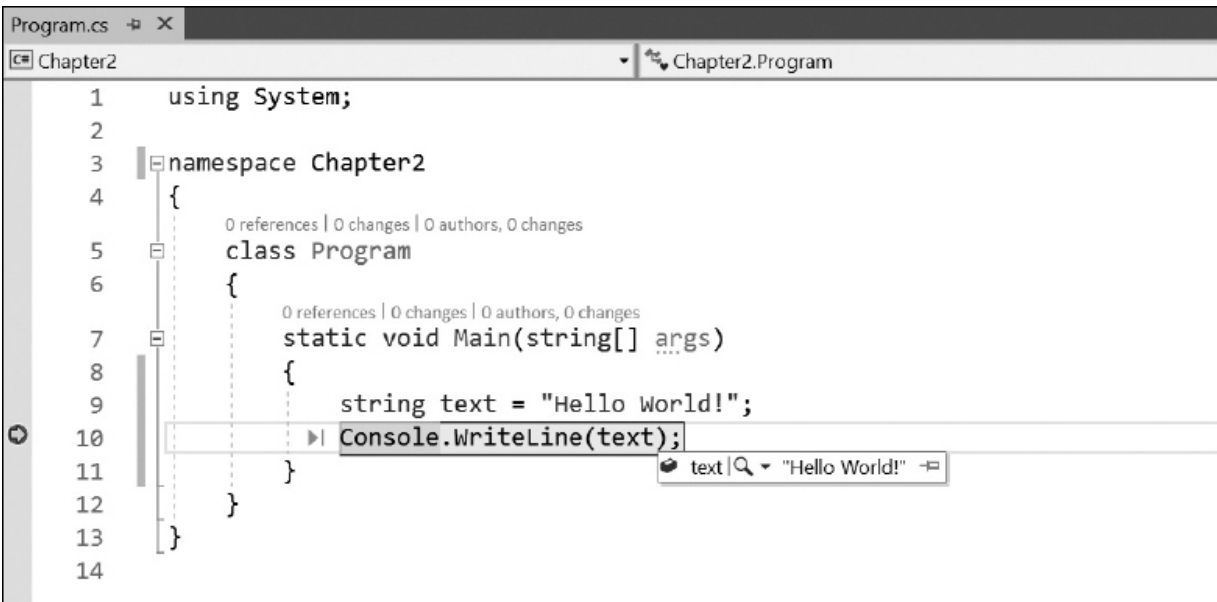 Program.cs
C# Chapter2 Chapter2.Program
1 using System;
2
3 namespace Chapter2
4 {
0 references | 0 changes | 0 authors, 0 changes
5 class Program
6 {
0 references | 0 changes | 0 authors, 0 changes
7 static void Main(string[] args)
8 {
9 string text = "Hello World!";
10 Console.WriteLine(text);
text "Hello World!"
11 }
12 }
13 }
14